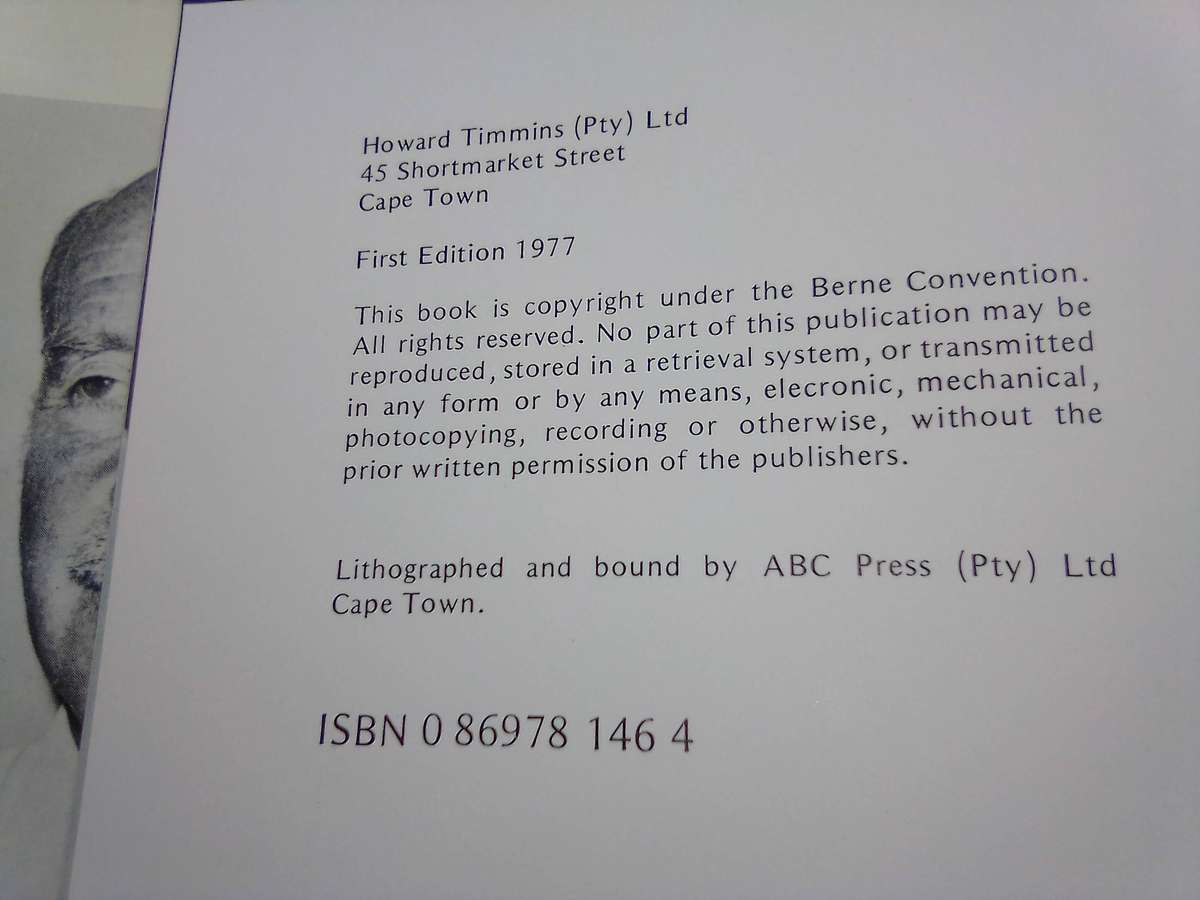 Howard Timmins (Pty) Ltd
45 Shortmarket Street
Cape Town
First Edition 1977
This book is copyright under the Berne Convention.
All rights reserved. No part of this publication may be
reproduced, stored in a retrieval system, or transmitted
in any form or by any means, elecronic, mechanical,
photocopying, recording or otherwise, without the
prior written permission of the publishers.
Lithographed and bound by ABC Press (Pty) Ltd
Cape Town.
ISBN 0 86978 146 4